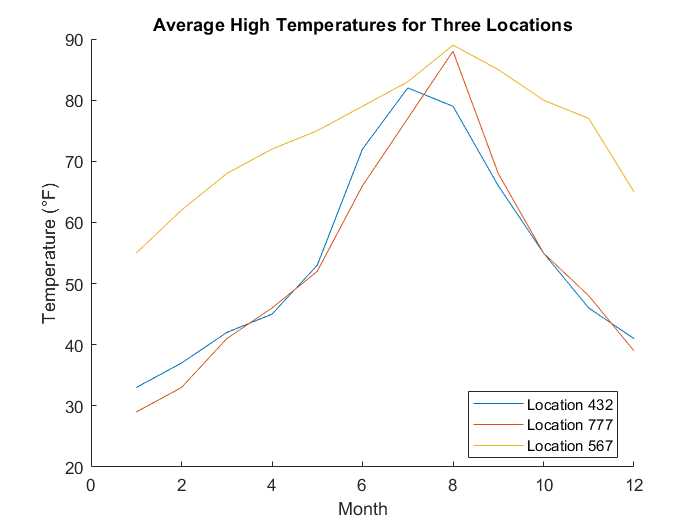 Average High Temperatures for Three Locations
Temperature (°F)
90
80
70
60
50
40
30
20
0
2
4
6
8
10
12
Month
Location 432
Location 777
Location 567